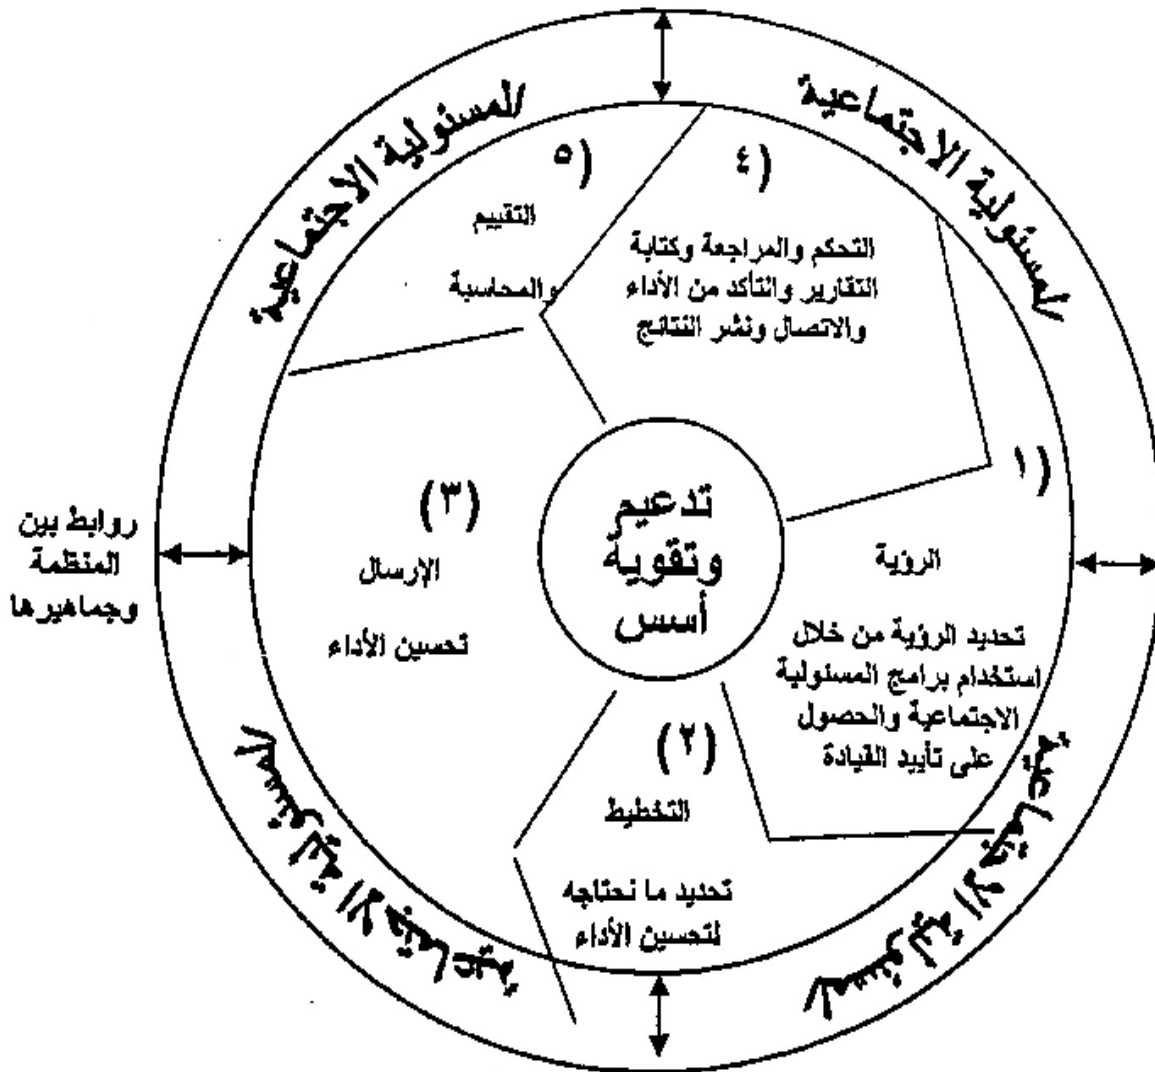 المسئولية الاجتماعية
المسئولية الاجتماعية
٥)
التقييم
والمحاسبة
٤)
التحكم والمراجعة وكتابة
التقارير والتأكد من الأداء
والاتصال ونشر النتائج
١)
الرؤية
تحديد الرؤية من خلال
استخدام برامج المسئولية
الاجتماعية والحصول
على تأييد القيادة
تدعيم
وتقوية
أسس
(٣)
الإرسال
تحسين الأداء
روابط بين
المنظمة
وجماهيرها
(٢)
التخطيط
تحديد ما نحتاجه
لتحسين الأداء
المسئولية الاجتماعية
المسئولية الاجتماعية